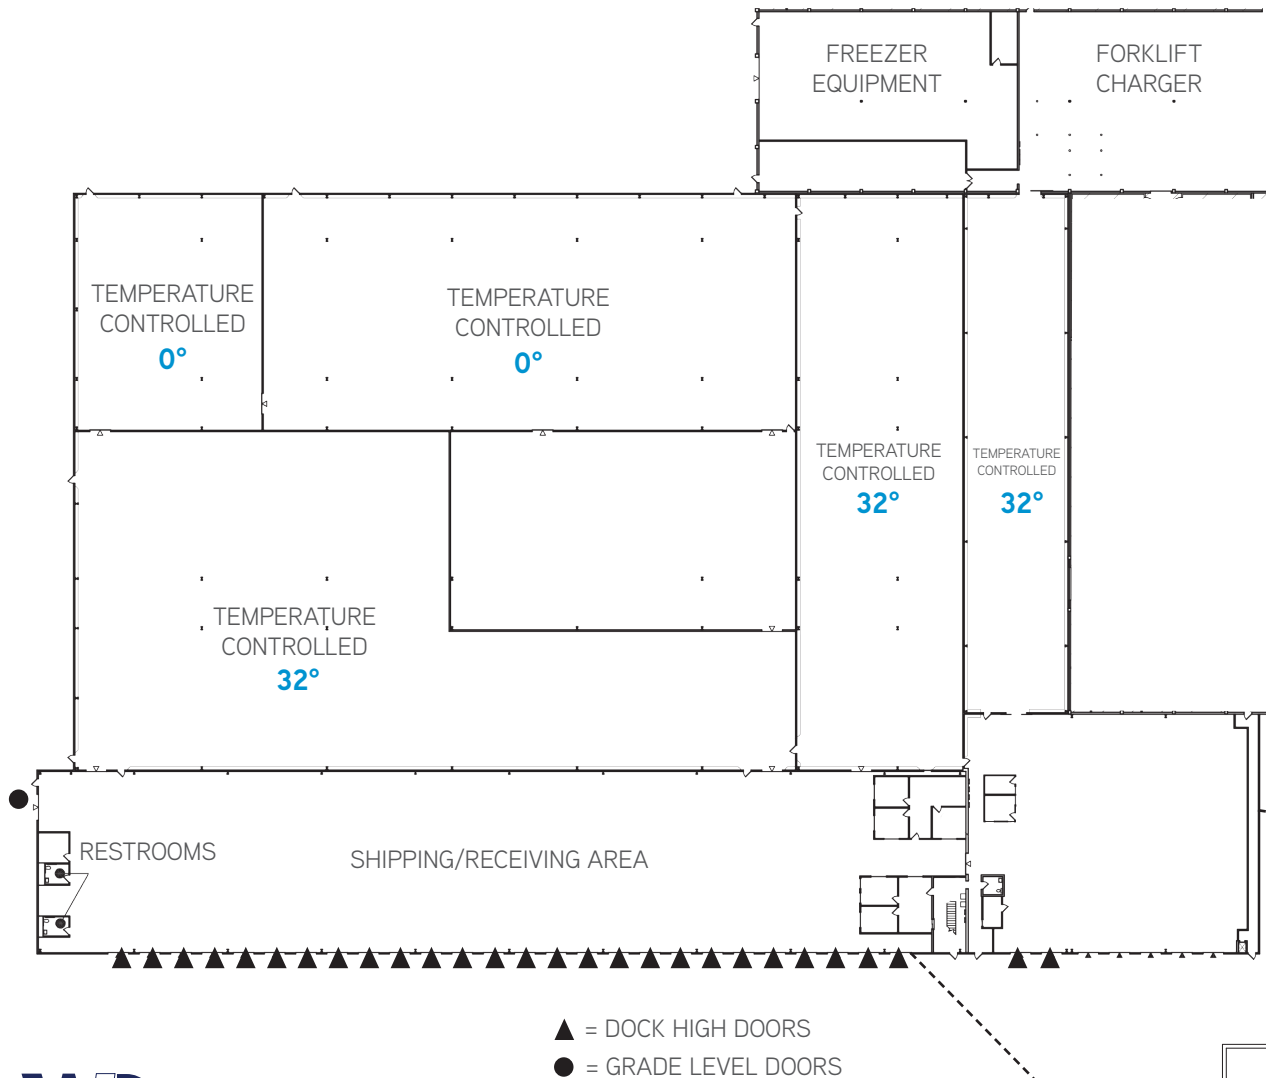 FREEZER
EQUIPMENT
FORKLIFT
CHARGER
TEMPERATURE
CONTROLLED
0°
TEMPERATURE
CONTROLLED
0°
TEMPERATURE
CONTROLLED
32°
TEMPERATURE
CONTROLLED
32°
TEMPERATURE
CONTROLLED
32°
RESTROOMS
SHIPPING/RECEIVING AREA
= DOCK HIGH DOORS
= GRADE LEVEL DOORS